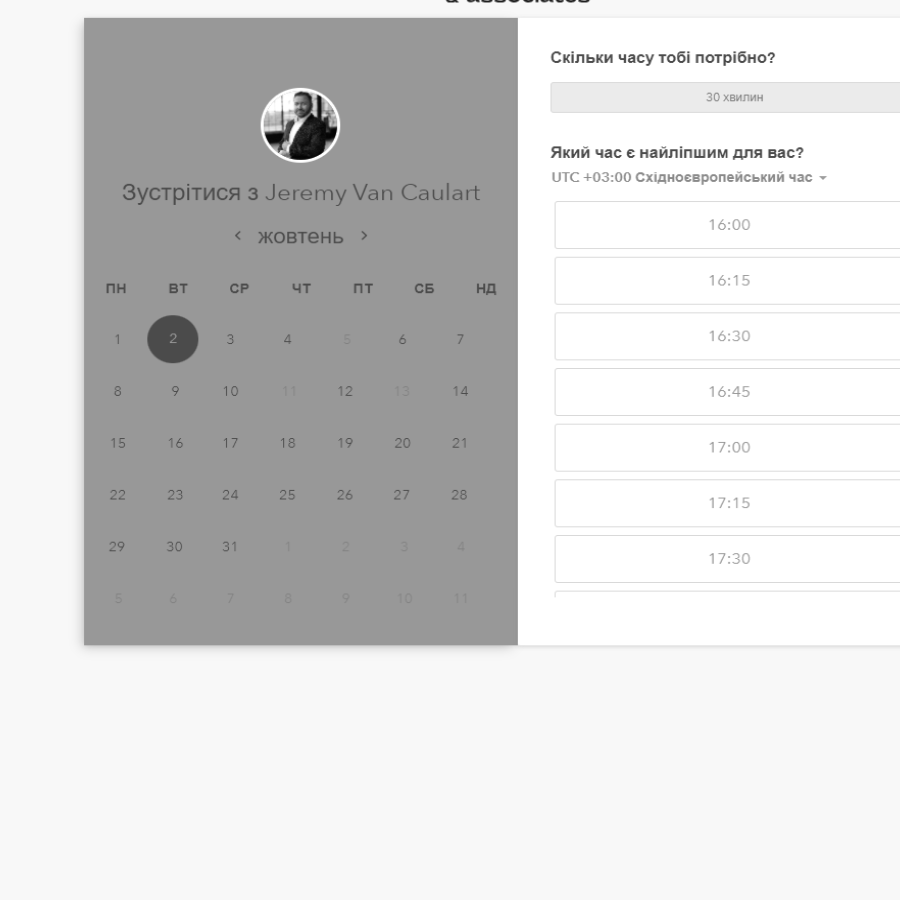 & associates
Зустрітися з Jeremy Van Caulart
жовтень
ПН ВТ СР ЧТ ПТ СБ НД
1 2 3 4 5 6 7
8 9 10 11 12 13 14
15 16 17 18 19 20 21
22 23 24 25 26 27 28
29 30 31 1 2 3 4
5 6 7 8 9 10 11
Скільки часу тобі потрібно?
30 хвилин
Який час є найліпшим для вас?
UTC +03:00 Східноєвропейський час
16:00
16:15
16:30
16:45
17:00
17:15
17:30